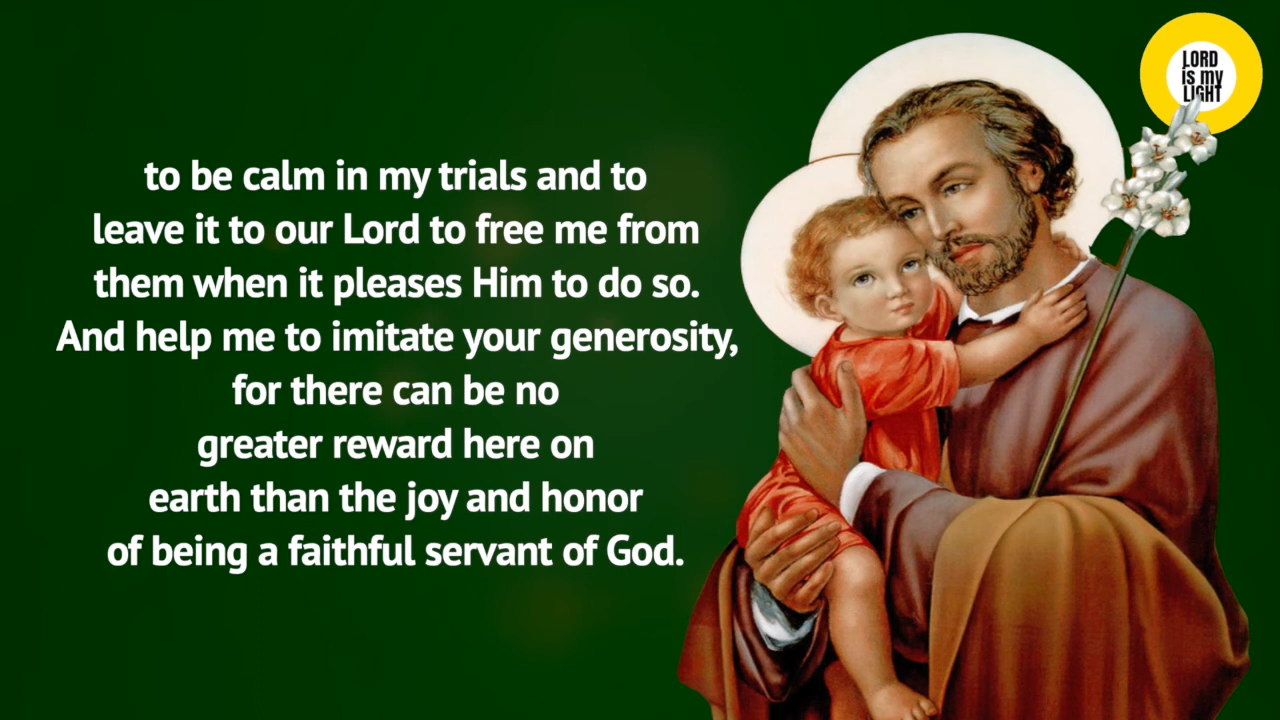 to be calm in my trials and to
leave it to our Lord to free me from
them when it pleases Him to do so.
And help me to imitate your generosity,
for there can be no
greater reward here on
earth than the joy and honor
of being a faithful servant of God.
LORD
is my
LIGHT